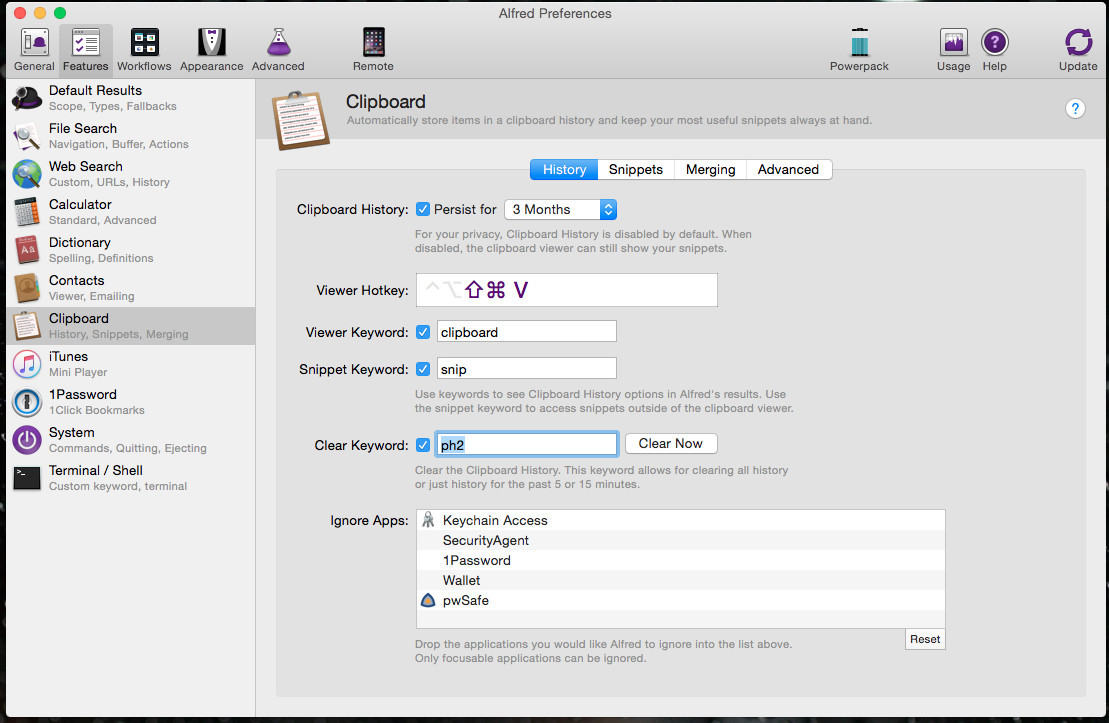 Alfred Preferences
General Features Workflows Appearance Advanced Remote Powerpack Usage Help Update
Default Results
Scope, Types, Fallbacks
File Search
Navigation, Buffer, Actions
Web Search
Custom, URLs, History
Calculator
Standard, Advanced
Dictionary
Spelling, Definitions
Contacts
Viewer, Emailing
Clipboard
History, Snippets, Merging
iTunes
Mini Player
1Password
1Click Bookmarks
System
Commands, Quitting, Ejecting
Terminal / Shell
Custom keyword, terminal
Clipboard
Automatically store items in a clipboard history and keep your most useful snippets always at hand.
?
History Snippets Merging Advanced
Clipboard History: Persist for 3 Months
For your privacy, Clipboard History is disabled by default. When
disabled, the clipboard viewer can still show your snippets.
Viewer Hotkey: ^⌥⇧⌘ V
Viewer Keyword: clipboard
Snippet Keyword: snip
Use keywords to see Clipboard History options in Alfred's results. Use
the snippet keyword to access snippets outside of the clipboard viewer.
Clear Keyword: ph2 Clear Now
Clear the Clipboard History. This keyword allows for clearing all history
or just history for the past 5 or 15 minutes.
Ignore Apps: Keychain Access
SecurityAgent
1Password
Wallet
pwSafe
Drop the applications you would like Alfred to ignore into the list above.
Only focusable applications can be ignored.
Reset